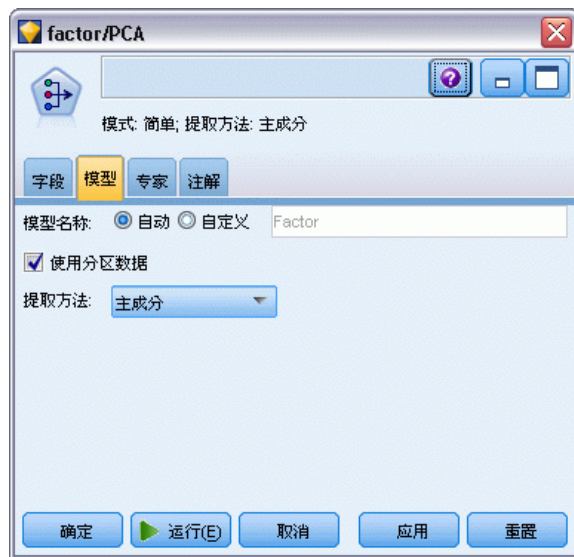 factor/PCA
模式: 简单; 提取方法: 主成分
字段 模型 专家 注解
模型名称: 自动 自定义 Factor
使用分区数据
提取方法: 主成分
确定 运行(E) 取消 应用 重置